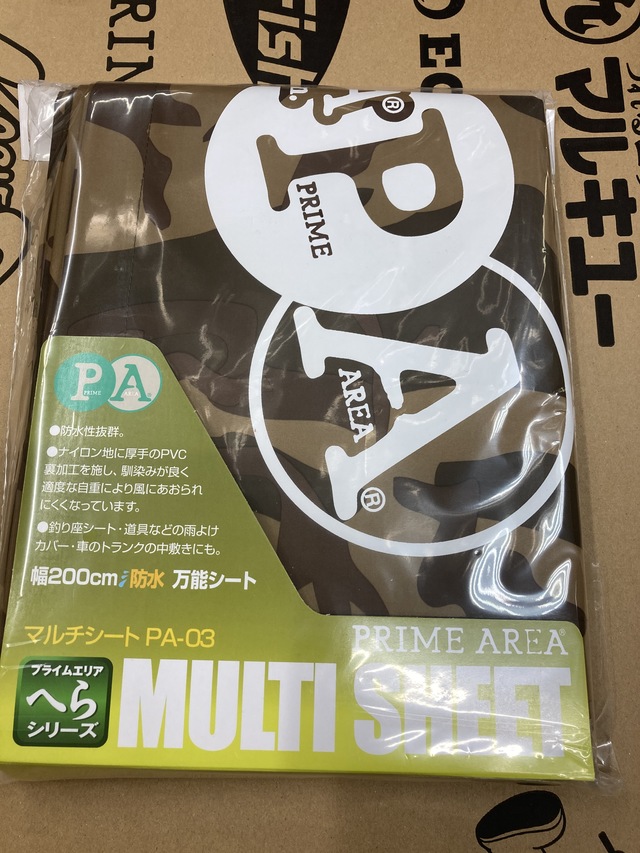 Fish
マルキユー
PA®
P
PRIME
A
AREA
®
PA
PRIME
AREA
●防水性抜群。
●ナイロン地に厚手のPVC
裏加工を施し、馴染みが良く
適度な自重により風にあおられ
にくくなっています。
●釣り座シート・道具などの雨よけ
カバー・車のトランクの中敷きにも。
幅200cm 防水 万能シート
マルチシート PA-03
PRIME AREA®
プライムエリア
へら
シリーズ
MULTI SHEET